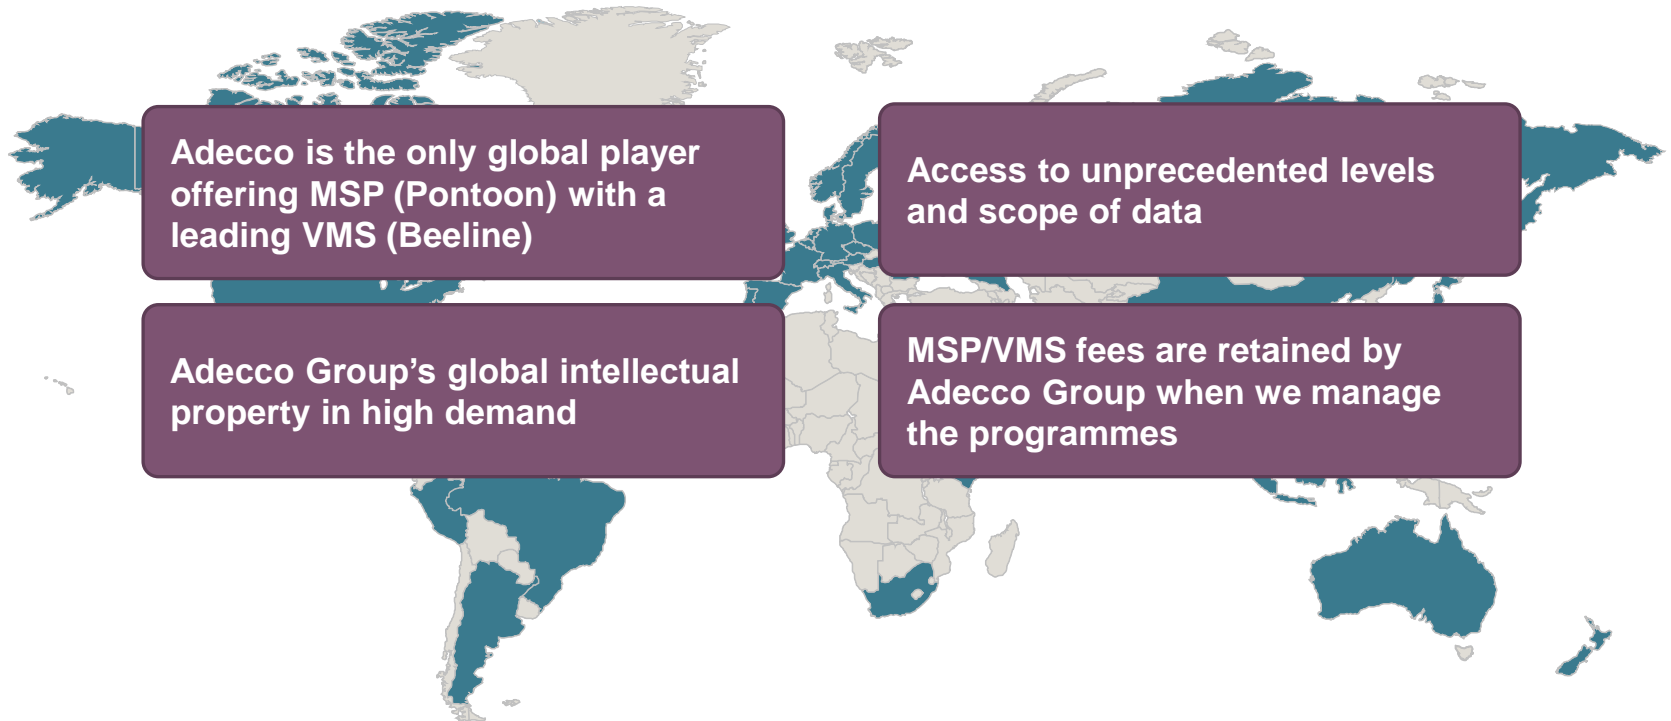 Adecco is the only global player
offering MSP (Pontoon) with a
leading VMS (Beeline)
Access to unprecedented levels
and scope of data
Adecco Group’s global intellectual
property in high demand
MSP/VMS fees are retained by
Adecco Group when we manage
the programmes